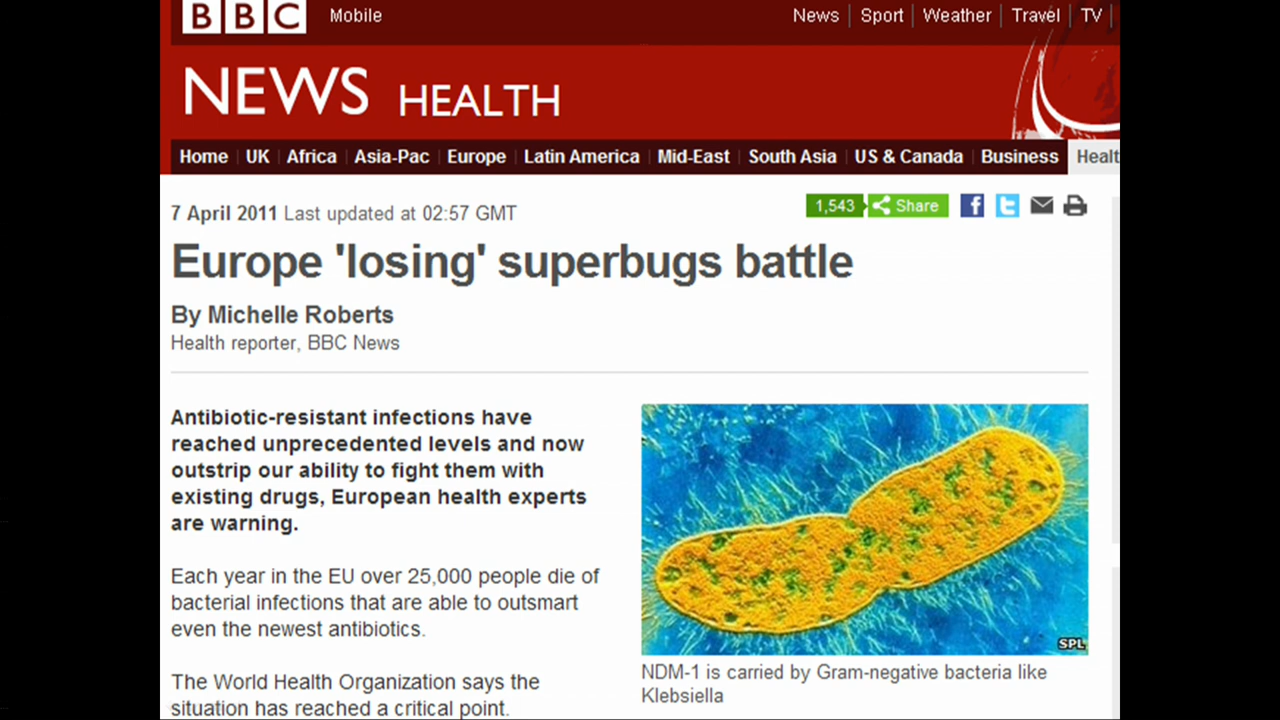 BBC Mobile News Sport Weather Travel TV
NEWS HEALTH
Home UK Africa Asia-Pac Europe Latin America Mid-East South Asia US & Canada Business Healt
7 April 2011 Last updated at 02:57 GMT
1,543 Share
Europe 'losing' superbugs battle
By Michelle Roberts
Health reporter, BBC News
Antibiotic-resistant infections have
reached unprecedented levels and now
outstrip our ability to fight them with
existing drugs, European health experts
are warning.
Each year in the EU over 25,000 people die of
bacterial infections that are able to outsmart
even the newest antibiotics.
The World Health Organization says the
situation has reached a critical point.
SPL
NDM-1 is carried by Gram-negative bacteria like
Klebsiella